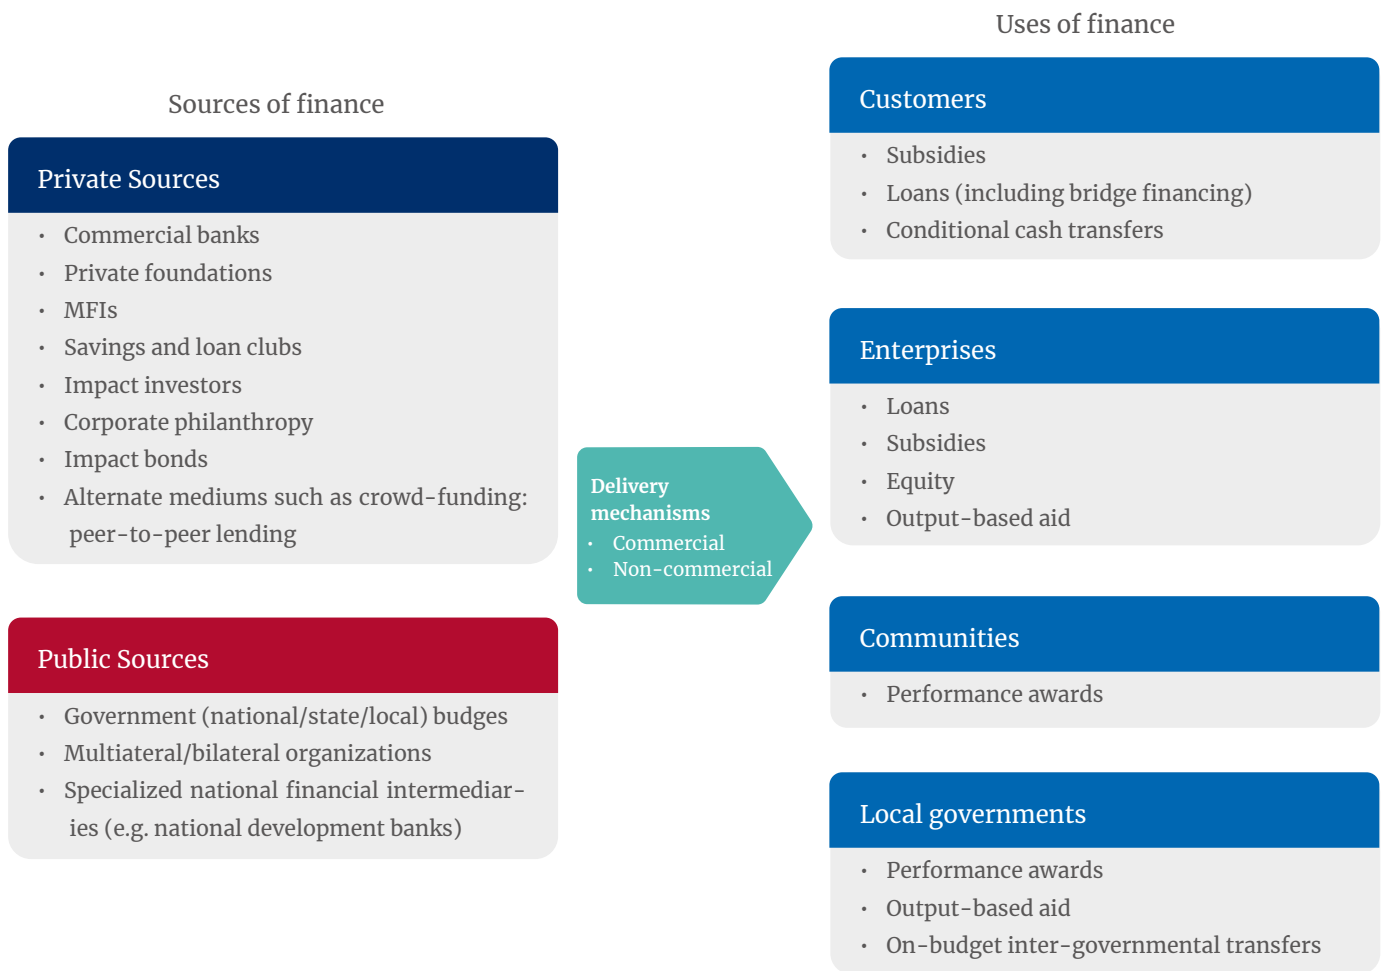 Sources of finance
Private Sources
• Commercial banks
• Private foundations
• MFIs
• Savings and loan clubs
• Impact investors
• Corporate philanthropy
• Impact bonds
• Alternate mediums such as crowd-funding:
peer-to-peer lending
Public Sources
• Government (national/state/local) budges
• Multiateral/bilateral organizations
• Specialized national financial intermediar-
ies (e.g. national development banks)
Delivery
mechanisms
• Commercial
• Non-commercial
Uses of finance
Customers
• Subsidies
• Loans (including bridge financing)
• Conditional cash transfers
Enterprises
• Loans
• Subsidies
• Equity
• Output-based aid
Communities
• Performance awards
Local governments
• Performance awards
• Output-based aid
• On-budget inter-governmental transfers